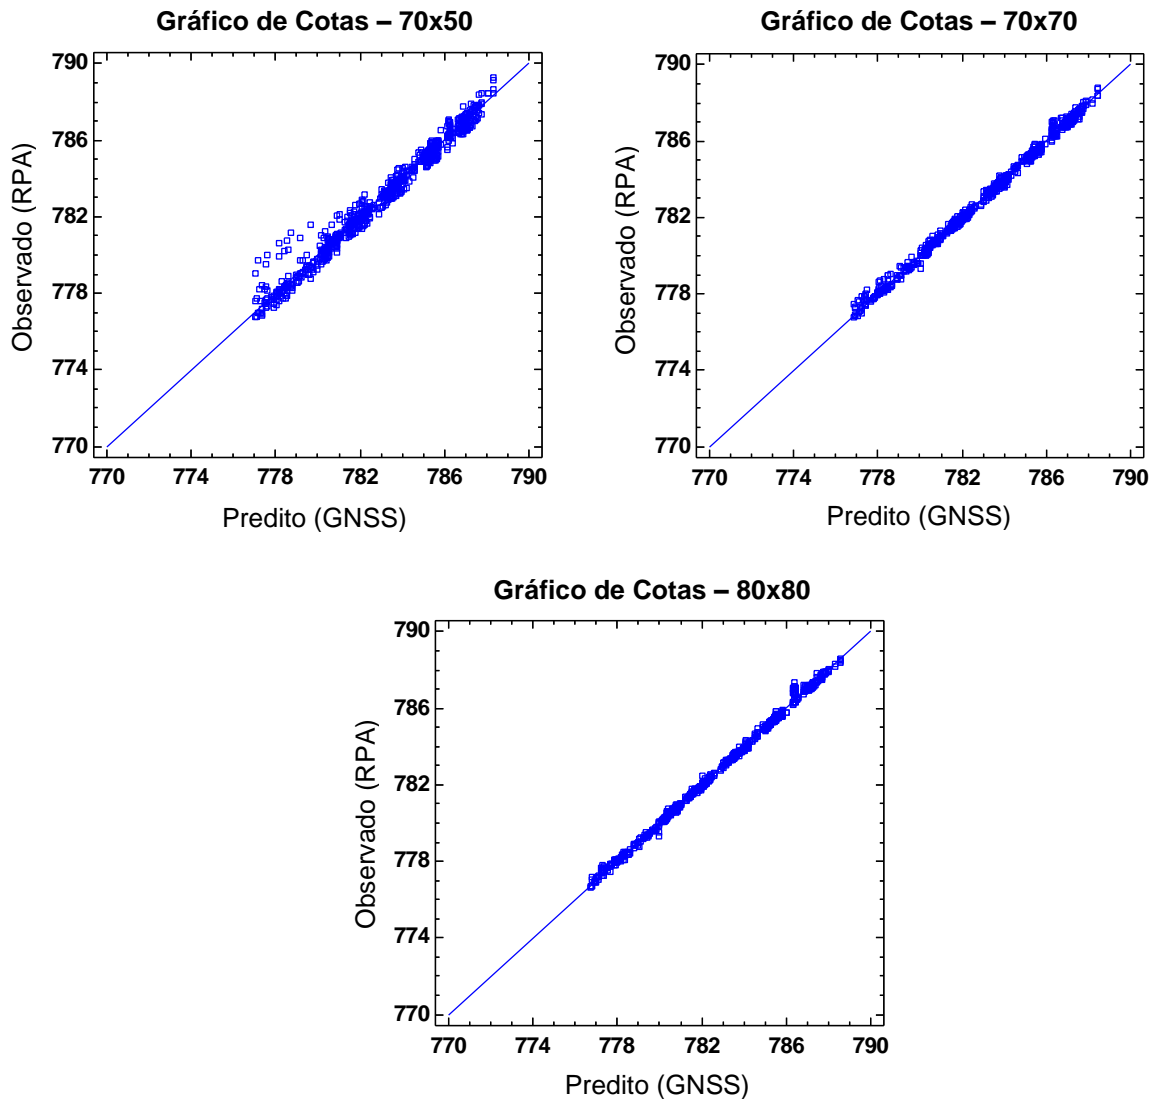 Gráfico de Cotas – 70x50
790
786
782
778
774
770
Observado (RPA)
770 774 778 782 786 790
Predito (GNSS)
Gráfico de Cotas – 70x70
790
786
782
778
774
770
Observado (RPA)
770 774 778 782 786 790
Predito (GNSS)
Gráfico de Cotas – 80x80
790
786
782
778
774
770
Observado (RPA)
770 774 778 782 786 790
Predito (GNSS)